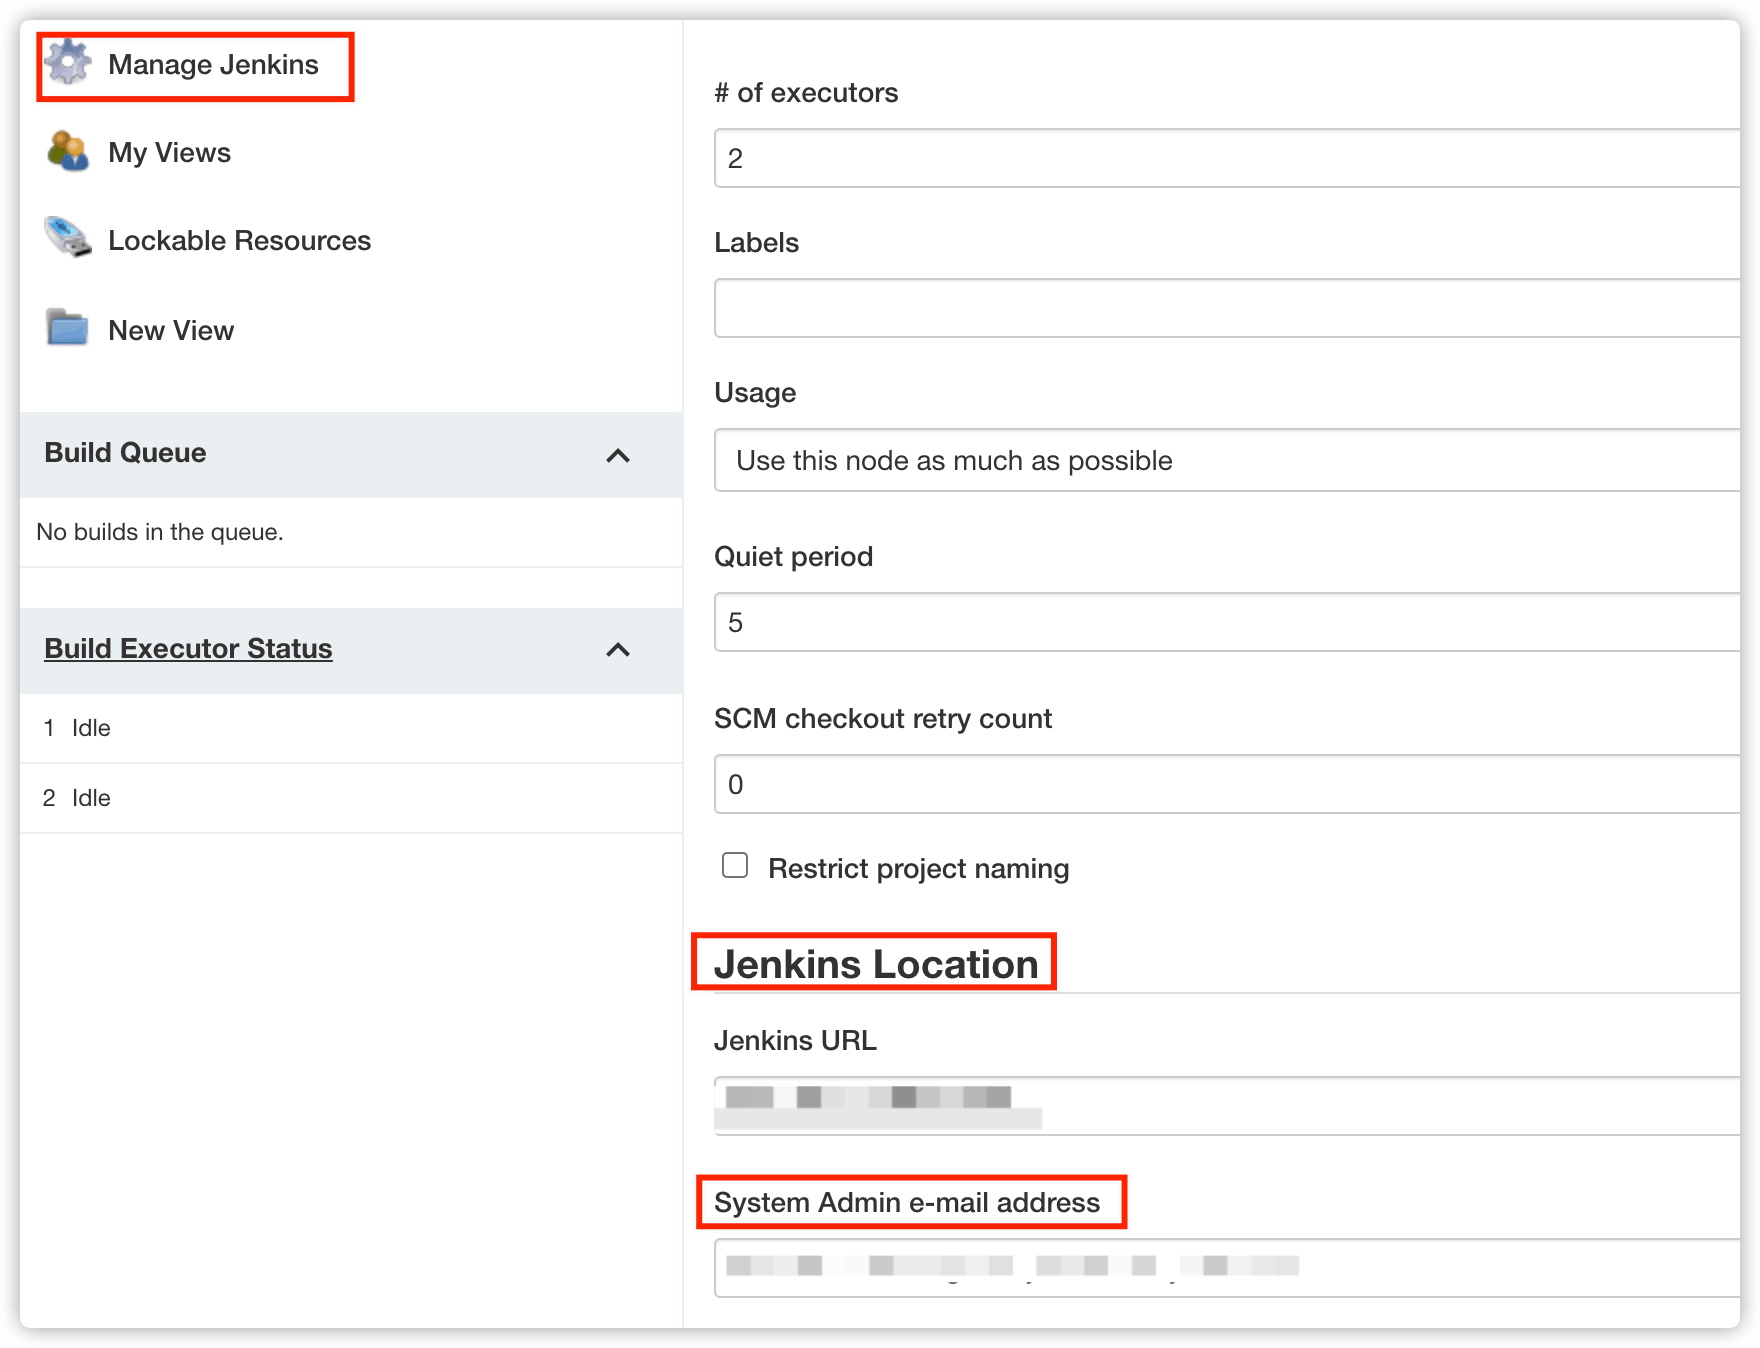 Manage Jenkins
My Views
Lockable Resources
New View
Build Queue
No builds in the queue.
Build Executor Status
1 Idle
2 Idle
# of executors
2
Labels
Usage
Use this node as much as possible
Quiet period
5
SCM checkout retry count
0
Restrict project naming
Jenkins Location
Jenkins URL
System Admin e-mail address